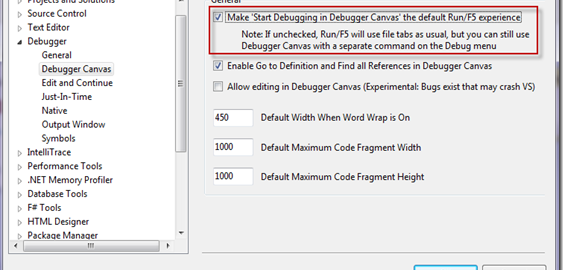 Projects and Solutions
Source Control
Text Editor
Debugger
General
Debugger Canvas
Edit and Continue
Just-In-Time
Native
Output Window
Symbols
IntelliTrace
Performance Tools
.NET Memory Profiler
Database Tools
F# Tools
HTML Designer
Package Manager
General
Make 'Start Debugging in Debugger Canvas' the default Run/F5 experience
Note: If unchecked, Run/F5 will use file tabs as usual, but you can still use
Debugger Canvas with a separate command on the Debug menu
Enable Go to Definition and Find all References in Debugger Canvas
Allow editing in Debugger Canvas (Experimental: Bugs exist that may crash VS)
450 Default Width When Word Wrap is On
1000 Default Maximum Code Fragment Width
1000 Default Maximum Code Fragment Height